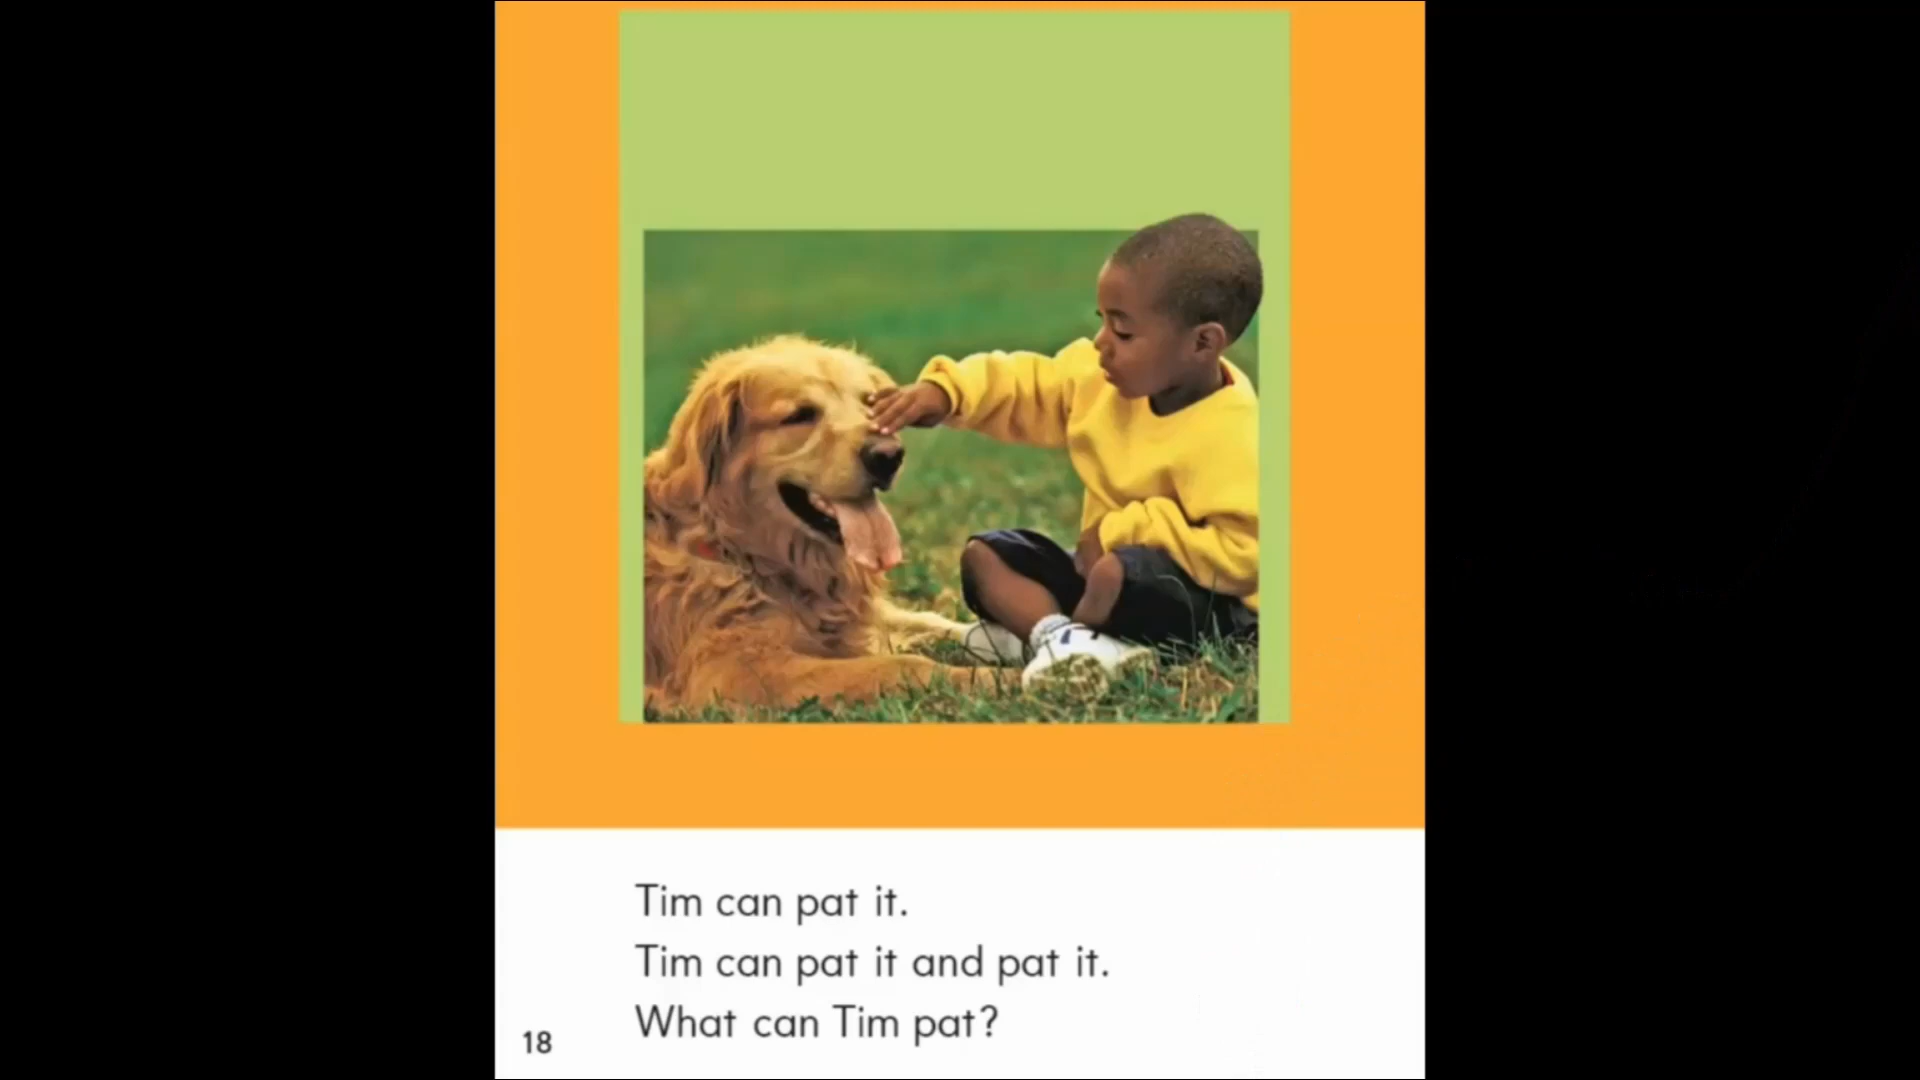 Tim can pat it.
Tim can pat it and pat it.
What can Tim pat?
18